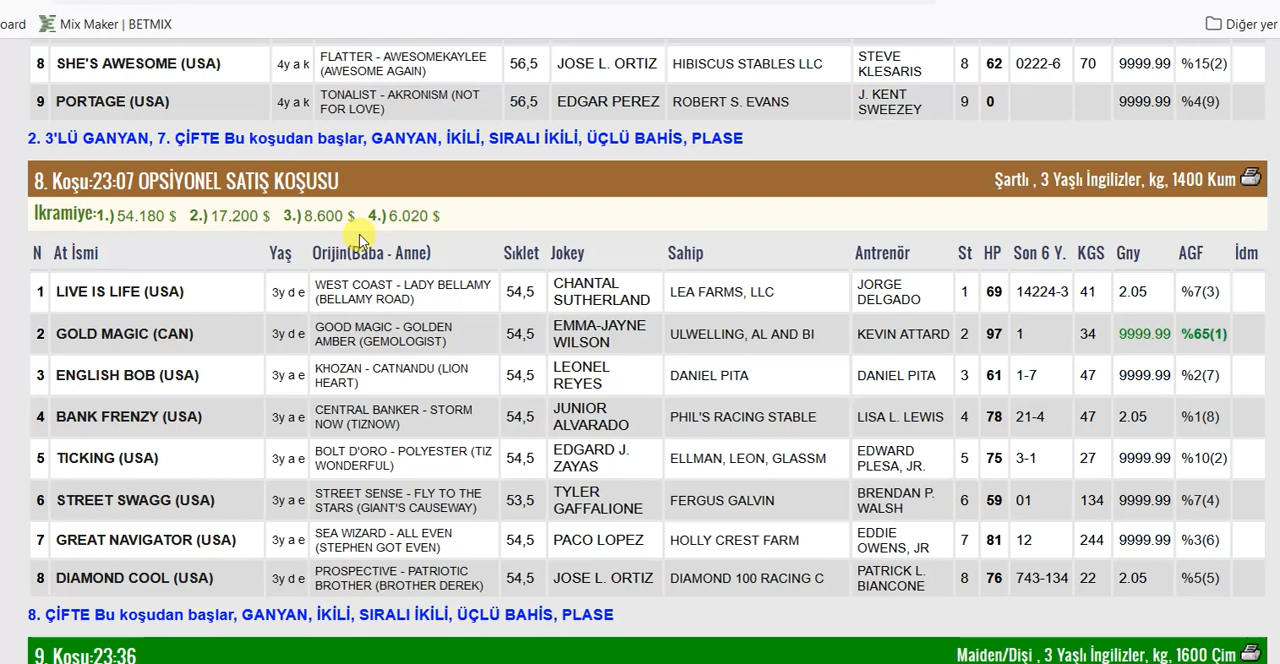 oard Mix Maker | BETMIX Diğer yer
8 SHE'S AWESOME (USA) 4y a k FLATTER - AWESOMEKAYLEE (AWESOME AGAIN) 56,5 JOSE L. ORTIZ HIBISCUS STABLES LLC STEVE KLESARIS 8 62 0222-6 70 9999.99 %15(2)
9 PORTAGE (USA) 4y a k TONALIST - AKRONISM (NOT FOR LOVE) 56,5 EDGAR PEREZ ROBERT S. EVANS J. KENT SWEEZEY 9 0 9999.99 %4(9)
2. 3'LÜ GANYAN, 7. ÇİFTE Bu koşudan başlar, GANYAN, İKİLİ, SIRALI İKİLİ, ÜÇLÜ BAHİS, PLASE
8. Koşu:23:07 OPSİYONEL SATIŞ KOŞUSU Şartlı , 3 Yaşlı İngilizler, kg, 1400 Kum
İkramiye:1.) 54.180 $ 2.) 17.200 $ 3.) 8.600 $ 4.) 6.020 $
N At İsmi Yaş Orijin(Baba - Anne) Sıklet Jokey Sahip Antrenör St HP Son 6 Y. KGS Gny AGF İdm
1 LIVE IS LIFE (USA) 3y d e WEST COAST - LADY BELLAMY (BELLAMY ROAD) 54,5 CHANTAL SUTHERLAND LEA FARMS, LLC JORGE DELGADO 1 69 14224-3 41 2.05 %7(3)
2 GOLD MAGIC (CAN) 3y d e GOOD MAGIC - GOLDEN AMBER (GEMOLOGIST) 54,5 EMMA-JAYNE WILSON ULWELLING, AL AND BI KEVIN ATTARD 2 97 1 34 9999.99 %65(1)
3 ENGLISH BOB (USA) 3y a e KHOZAN - CATNANDU (LION HEART) 54,5 LEONEL REYES DANIEL PITA DANIEL PITA 3 61 1-7 47 9999.99 %2(7)
4 BANK FRENZY (USA) 3y a e CENTRAL BANKER - STORM NOW (TIZNOW) 54,5 JUNIOR ALVARADO PHIL'S RACING STABLE LISA L. LEWIS 4 78 21-4 47 2.05 %1(8)
5 TICKING (USA) 3y a e BOLT D'ORO - POLYESTER (TIZ WONDERFUL) 54,5 EDGARD J. ZAYAS ELLMAN, LEON, GLASSM EDWARD PLESA, JR. 5 75 3-1 27 9999.99 %10(2)
6 STREET SWAGG (USA) 3y a e STREET SENSE - FLY TO THE STARS (GIANT'S CAUSEWAY) 53,5 TYLER GAFFALIONE FERGUS GALVIN BRENDAN P. WALSH 6 59 01 134 9999.99 %7(4)
7 GREAT NAVIGATOR (USA) 3y a e SEA WIZARD - ALL EVEN (STEPHEN GOT EVEN) 54,5 PACO LOPEZ HOLLY CREST FARM EDDIE OWENS, JR 7 81 12 244 9999.99 %3(6)
8 DIAMOND COOL (USA) 3y d e PROSPECTIVE - PATRIOTIC BROTHER (BROTHER DEREK) 54,5 JOSE L. ORTIZ DIAMOND 100 RACING C PATRICK L. BIANCONE 8 76 743-134 22 2.05 %5(5)
8. ÇİFTE Bu koşudan başlar, GANYAN, İKİLİ, SIRALI İKİLİ, ÜÇLÜ BAHİS, PLASE
9. Koşu:23:36 Maiden/Dişi , 3 Yaşlı İngilizler, kg, 1600 Çim